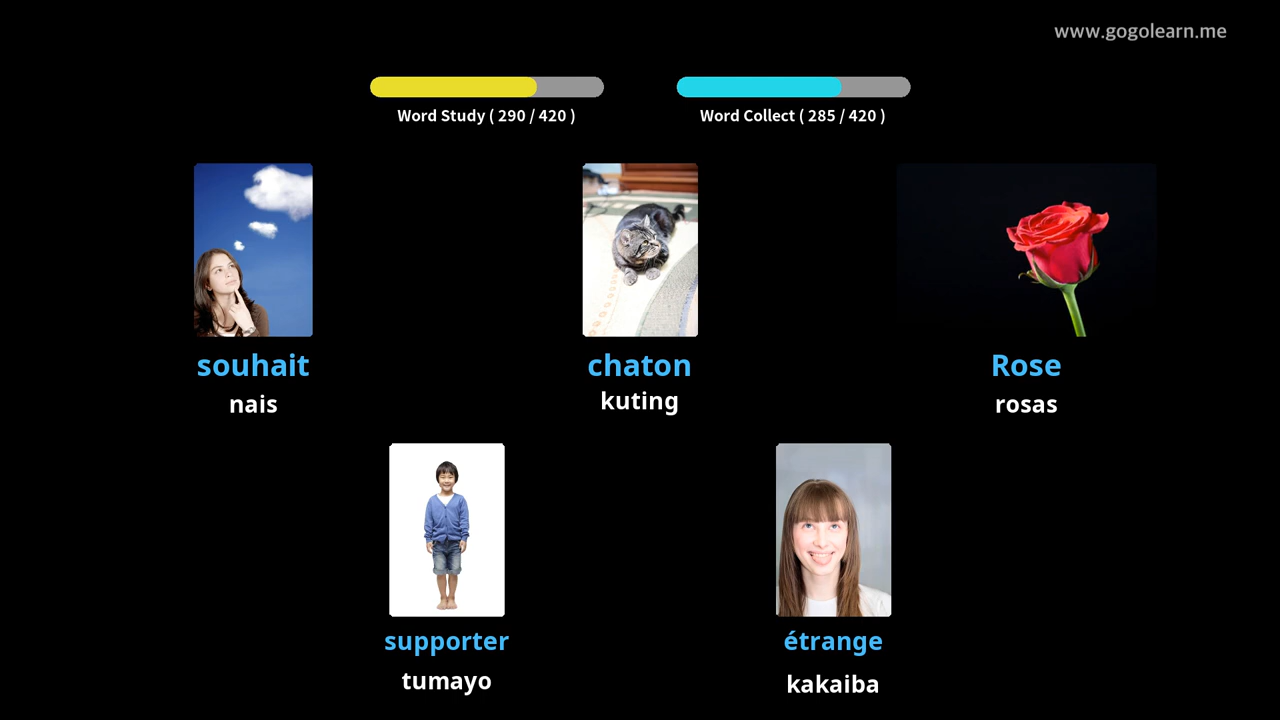 www.gogolearn.me
Word Study ( 290 / 420 )
Word Collect ( 285 / 420 )
souhait
nais
chaton
kuting
Rose
rosas
supporter
tumayo
étrange
kakaiba